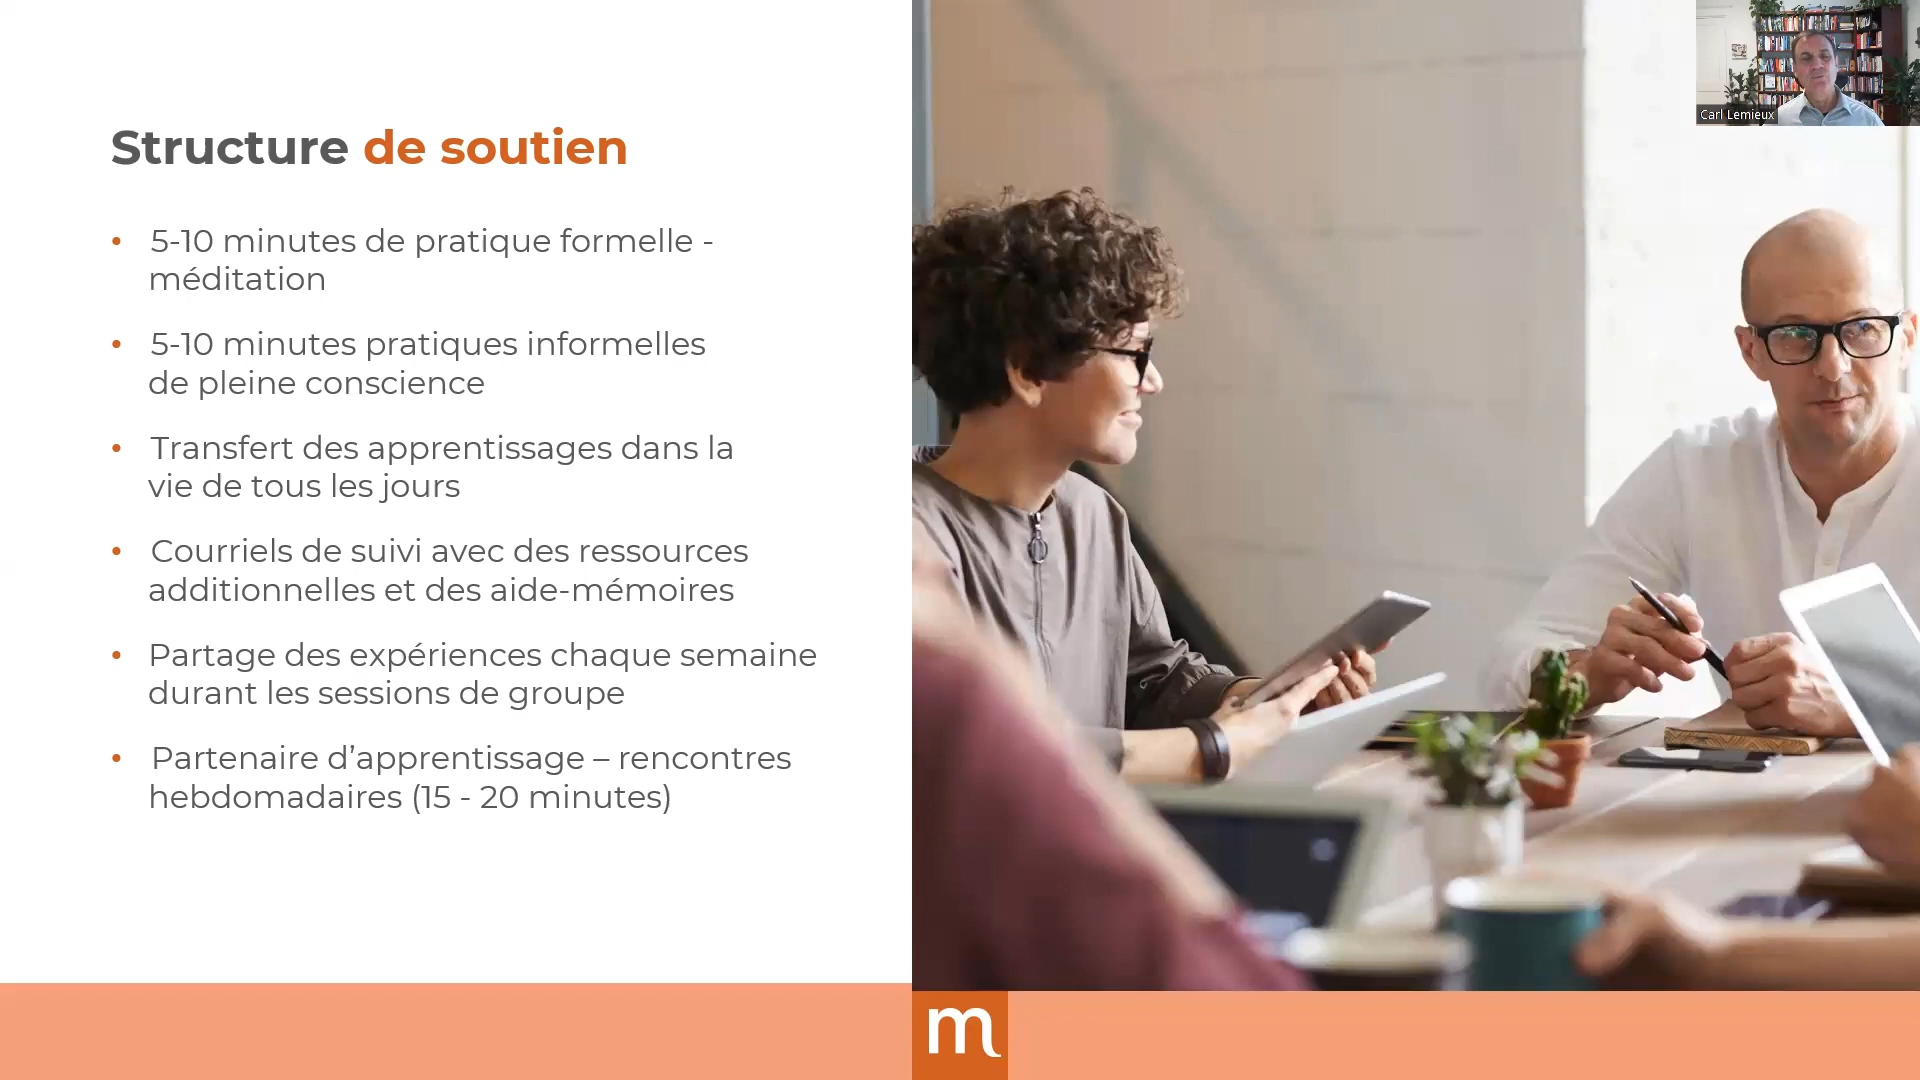 Structure de soutien
• 5-10 minutes de pratique formelle -
méditation
• 5-10 minutes pratiques informelles
de pleine conscience
• Transfert des apprentissages dans la
vie de tous les jours
• Courriels de suivi avec des ressources
additionnelles et des aide-mémoires
• Partage des expériences chaque semaine
durant les sessions de groupe
• Partenaire d’apprentissage – rencontres
hebdomadaires (15 - 20 minutes)
Carl Lemieux
m